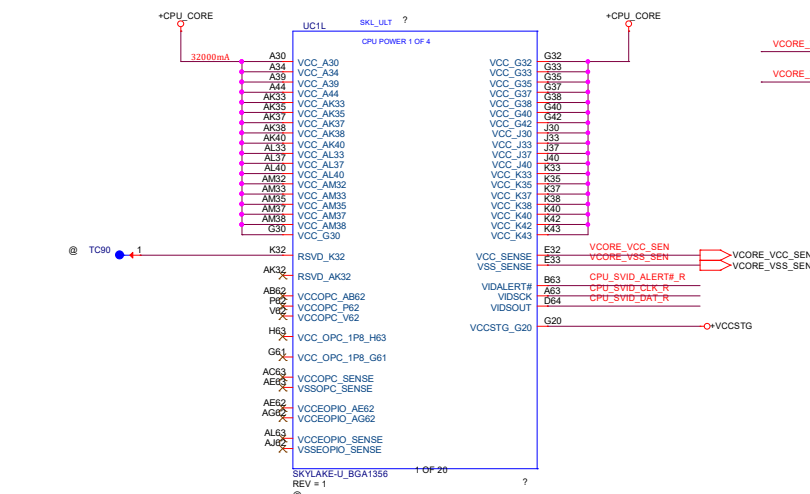 +CPU_CORE
SKL_ULT
?
+CPU_CORE
UC1L
CPU POWER 1 OF 4
VCORE_
VCORE_
32000mA
A30 VCC_A30
A34 VCC_A34
A39 VCC_A39
A44 VCC_A44
AK33 VCC_AK33
AK35 VCC_AK35
AK37 VCC_AK37
AK38 VCC_AK38
AK40 VCC_AK40
AL33 VCC_AL33
AL37 VCC_AL37
AL40 VCC_AL40
AM32 VCC_AM32
AM33 VCC_AM33
AM35 VCC_AM35
AM37 VCC_AM37
AM38 VCC_AM38
G30 VCC_G30
VCC_G32 G32
VCC_G33 G33
VCC_G35 G35
VCC_G37 G37
VCC_G38 G38
VCC_G40 G40
VCC_G42 G42
VCC_J30 J30
VCC_J33 J33
VCC_J37 J37
VCC_J40 J40
VCC_K33 K33
VCC_K35 K35
VCC_K37 K37
VCC_K38 K38
VCC_K40 K40
VCC_K42 K42
VCC_K43 K43
@ TC90 1 K32 RSVD_K32
AK32 RSVD_AK32
AB62 VCCOPC_AB62
P62 VCCOPC_P62
V62 VCCOPC_V62
H63 VCC_OPC_1P8_H63
G61 VCC_OPC_1P8_G61
AC63 VCCOPC_SENSE
AE63 VSSOPC_SENSE
AE62 VCCEOPIO_AE62
AG62 VCCEOPIO_AG62
AL63 VCCEOPIO_SENSE
AJ62 VSSEOPIO_SENSE
VCC_SENSE E32 VCORE_VCC_SEN VCORE_VCC_SEN
VSS_SENSE E33 VCORE_VSS_SEN VCORE_VSS_SEN
VIDALERT# B63 CPU_SVID_ALERT#_R
VIDSCK A63 CPU_SVID_CLK_R
VIDSOUT D64 CPU_SVID_DAT_R
VCCSTG_G20 G20 +VCCSTG
SKYLAKE-U_BGA1356
1 OF 20
REV = 1
?
@